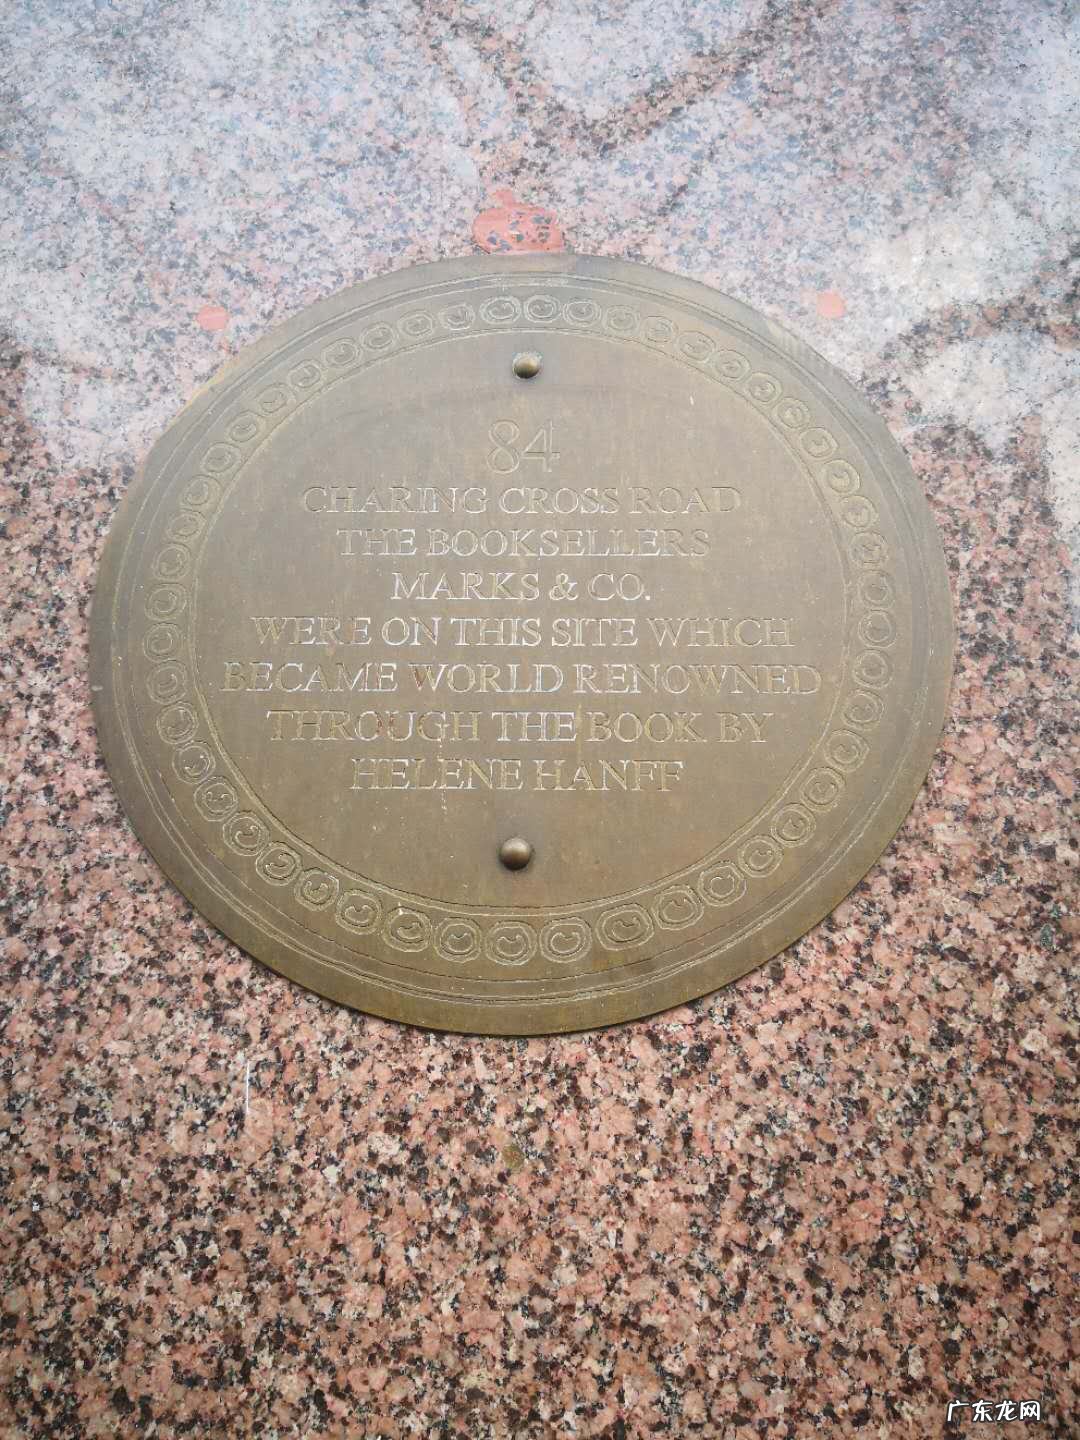 84
CHARING CROSS ROAD
THE BOOKSELLERS
MARKS & CO.
WERE ON THIS SITE WHICH
BECAME WORLD RENOWNED
THROUGH THE BOOK BY
HELENE HANFF
广东龙网